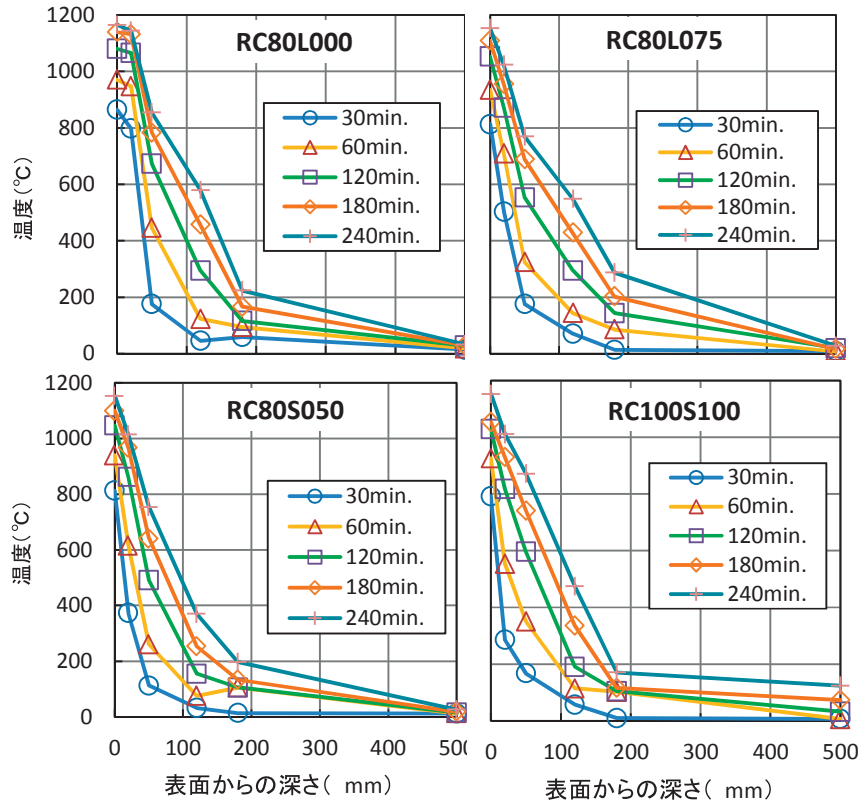 RC80L000
1200
1000
800
600
400
200
0
温度(℃)
30min.
60min.
120min.
180min.
240min.
RC80L075
30min.
60min.
120min.
180min.
240min.
RC80S050
1200
1000
800
600
400
200
0
温度(℃)
30min.
60min.
120min.
180min.
240min.
0 100 200 300 400 500
表面からの深さ( mm)
RC100S100
30min.
60min.
120min.
180min.
240min.
0 100 200 300 400 500
表面からの深さ( mm)